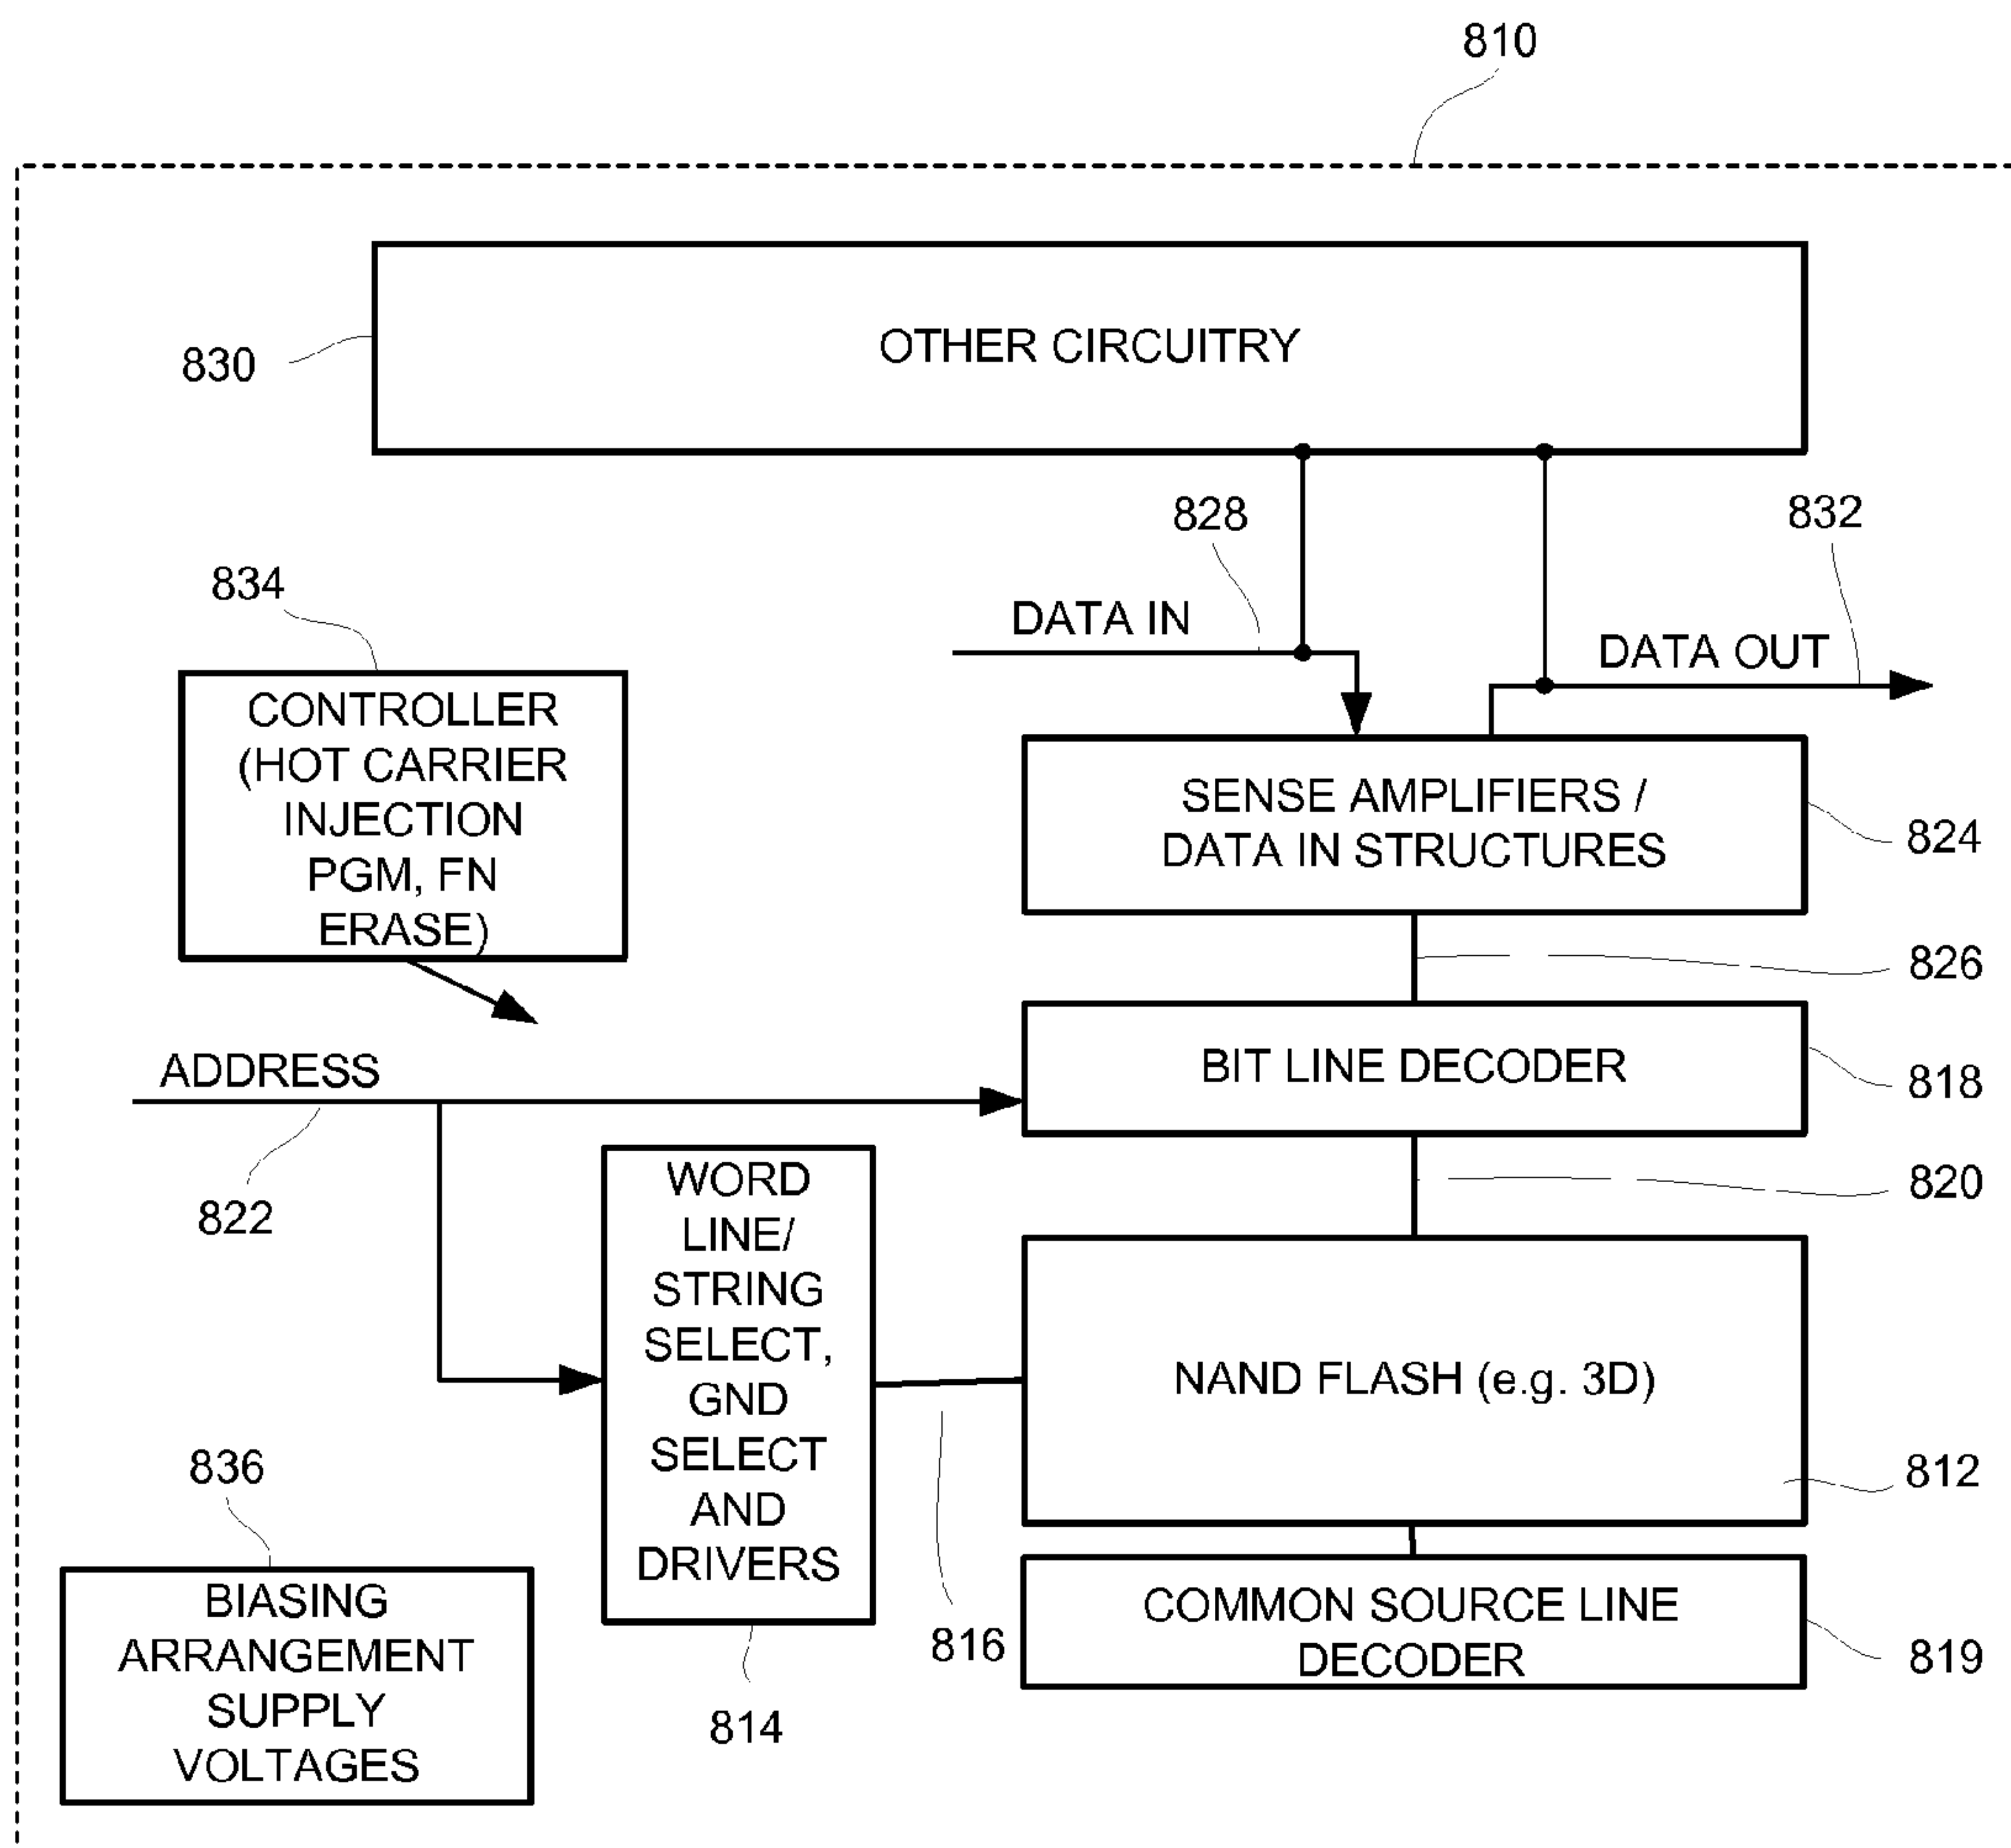 810
OTHER CIRCUITRY
830
828
832
834
DATA IN
DATA OUT
CONTROLLER
(HOT CARRIER
INJECTION
PGM, FN
ERASE)
SENSE AMPLIFIERS /
DATA IN STRUCTURES
824
826
ADDRESS
BIT LINE DECODER
818
822
820
WORD
LINE/
STRING
SELECT,
GND
SELECT
AND
DRIVERS
NAND FLASH (e.g. 3D)
812
836
BIASING
ARRANGEMENT
SUPPLY
VOLTAGES
814
816
COMMON SOURCE LINE
DECODER
819